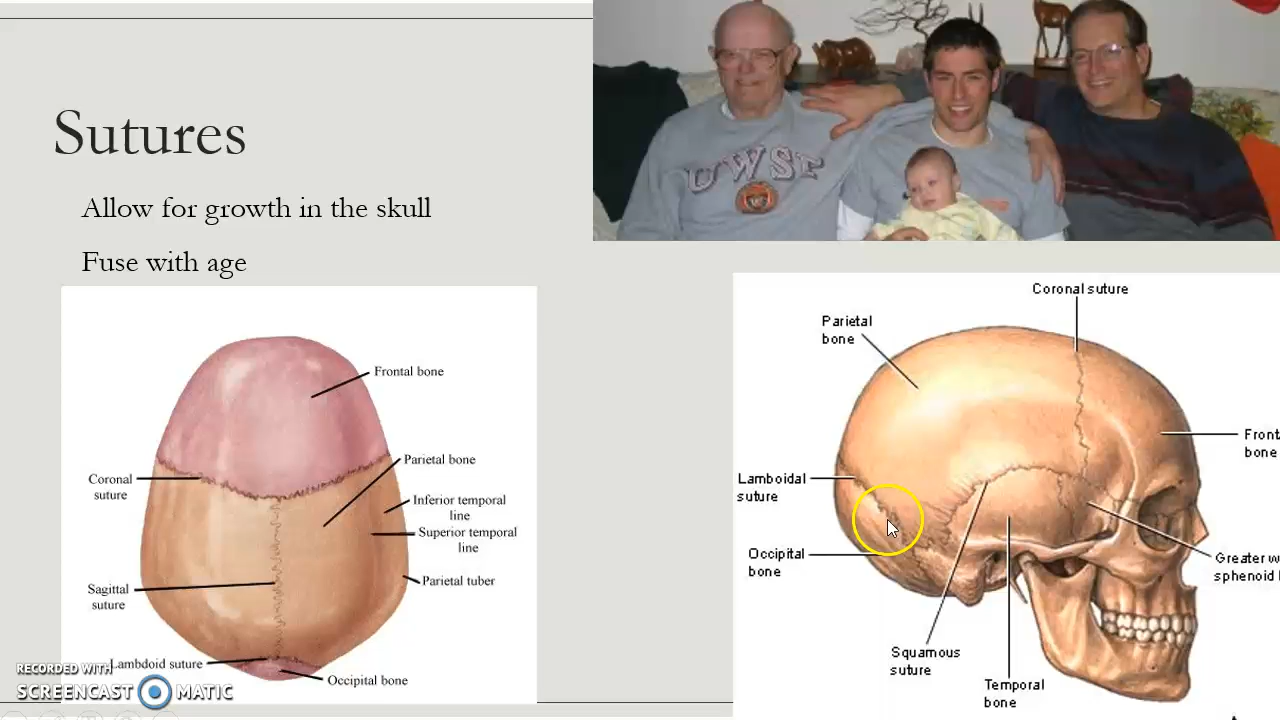 Sutures
Allow for growth in the skull
Fuse with age
UWSP
Frontal bone
Parietal bone
Coronal
suture
Inferior temporal
line
Superior temporal
line
Parietal tuber
Sagittal
suture
Lambdoid suture
Occipital bone
RECORDED WITH
SCREENCAST MATIC
Coronal suture
Parietal
bone
Front
bone
Lamboidal
suture
Occipital
bone
Greater w
sphenoid
Squamous
suture
Temporal
bone